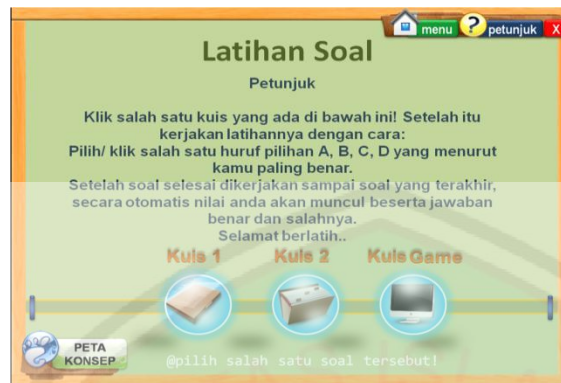 menu ? petunjuk X
Latihan Soal
Petunjuk
Klik salah satu kuis yang ada di bawah ini! Setelah itu
kerjakan latihannya dengan cara:
Pilih/ klik salah satu huruf pilihan A, B, C, D yang menurut
kamu paling benar.
Setelah soal selesai dikerjakan sampai soal yang terakhir,
secara otomatis nilai anda akan muncul beserta jawaban
benar dan salahnya.
Selamat berlatih..
Kuis 1 Kuis 2 Kuis Game
PETA
KONSEP
@pilih salah satu soal tersebut!